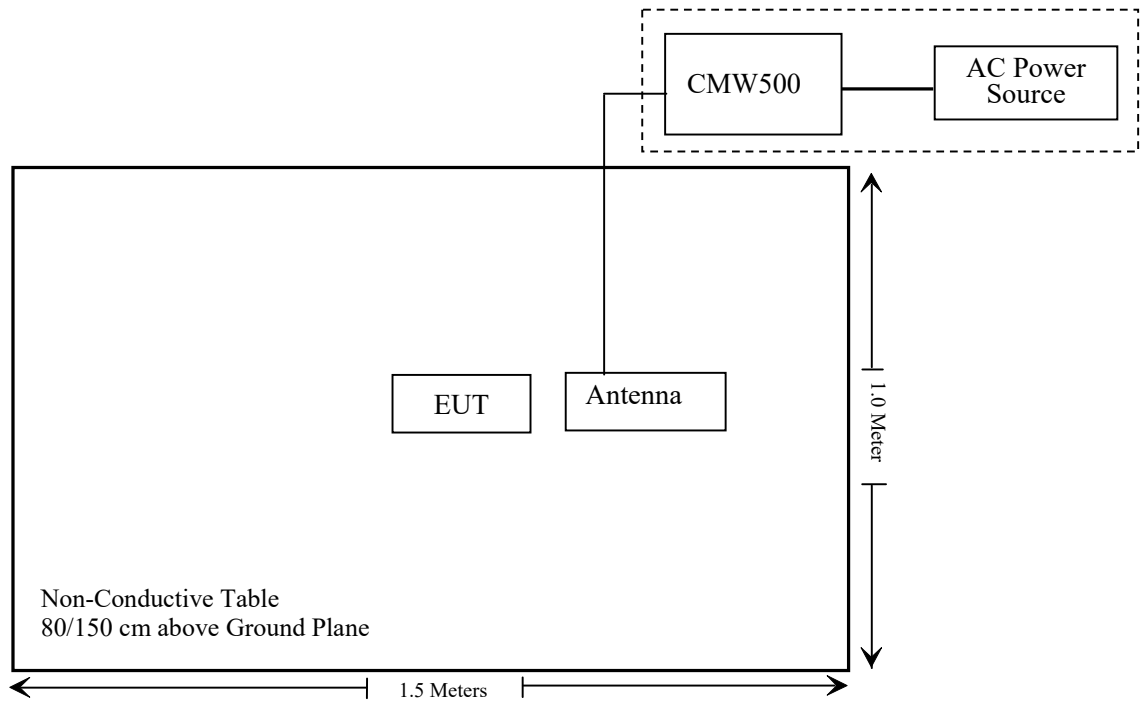 CMW500
AC Power
Source
EUT
Antenna
1.0 Meter
Non-Conductive Table
80/150 cm above Ground Plane
1.5 Meters